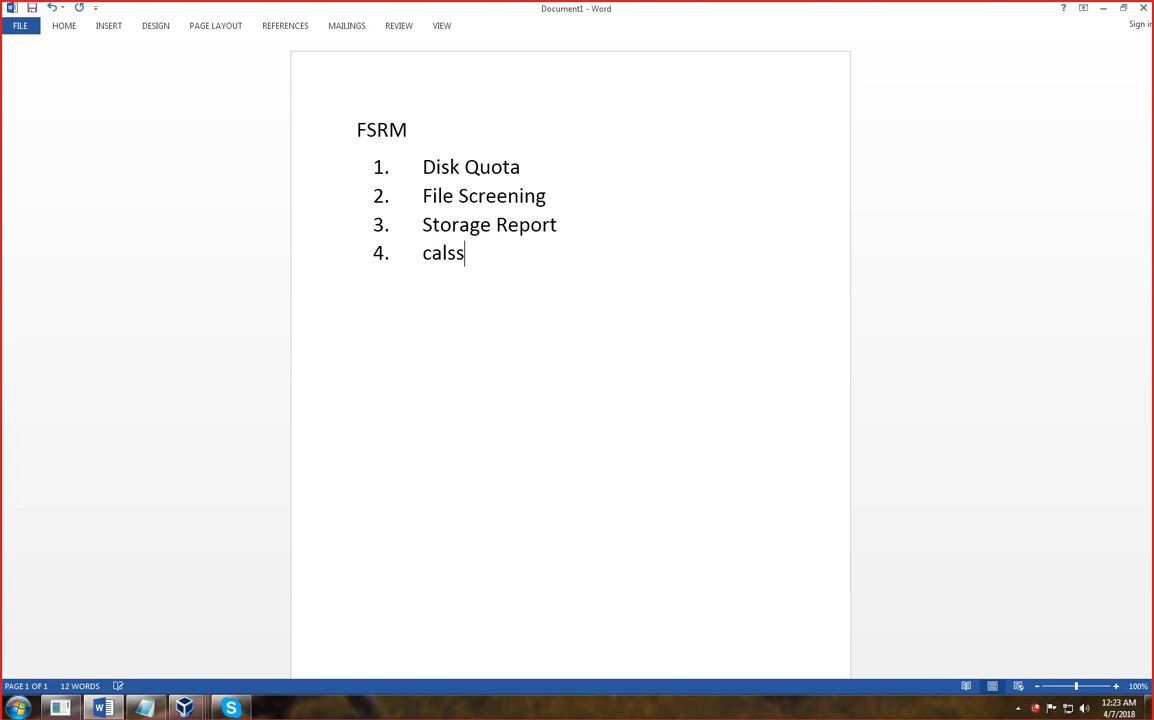 Document1 - Word
?
Sign in
FILE HOME INSERT DESIGN PAGE LAYOUT REFERENCES MAILINGS REVIEW VIEW
FSRM
1. Disk Quota
2. File Screening
3. Storage Report
4. calss
PAGE 1 OF 1 12 WORDS 100%
12:23 AM
4/7/2018